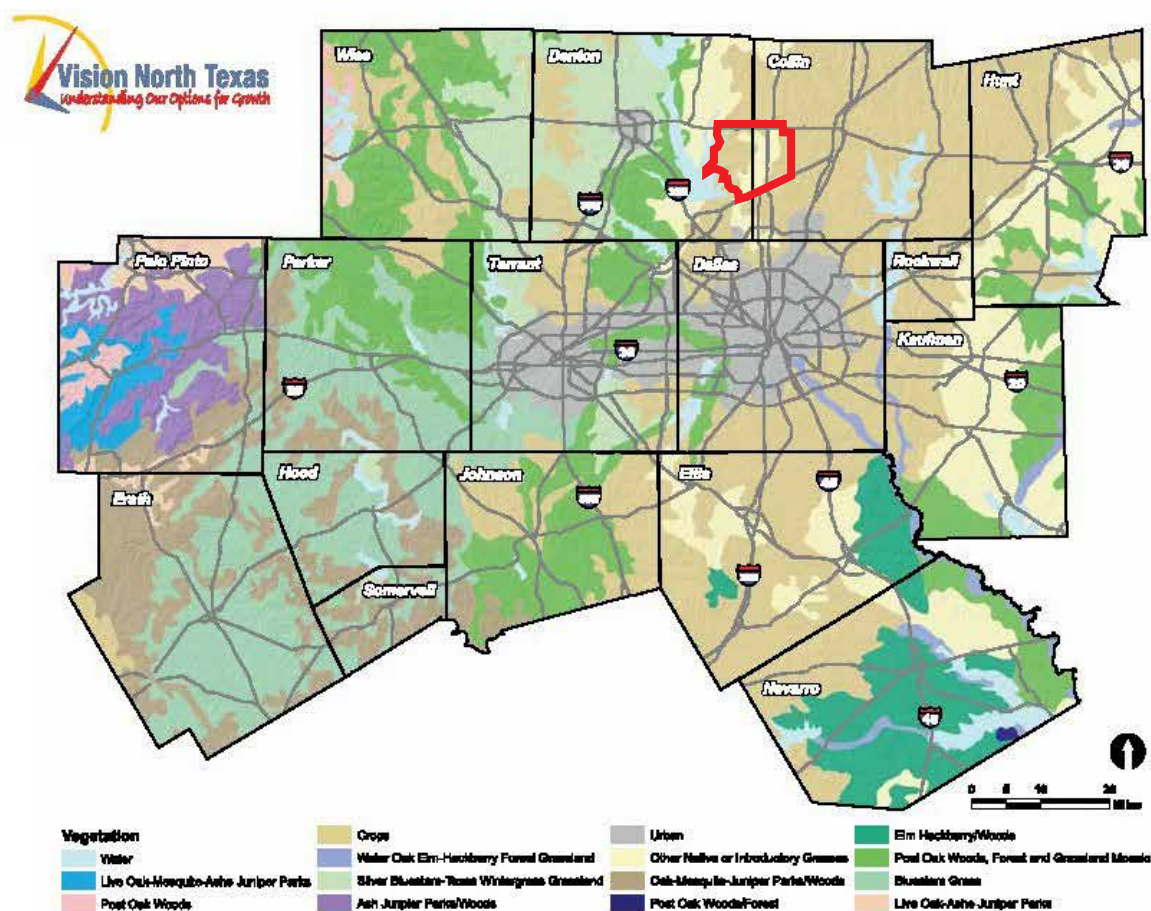 Vision North Texas
Understanding Our Options for Growth
Wise
Denton
Collin
Hunt
Palo Pinto
Parker
Tarrant
Dallas
Rockwall
Kaufman
Erath
Hood
Johnson
Ellis
Somervell
Navarro
30
20
45
0
Miles
Vegetation
Water
Live Oak-Mesquite-Ashe Juniper Parks
Post Oak Woods
Crops
Water Oak Elm-Hackberry Forest Grassland
Silver Bluestem-Texas Wintergrass Grassland
Ash Juniper Parks/Woods
Urban
Other Native or Introductory Grasses
Oak-Mesquite-Juniper Parks/Woods
Post Oak Woods/Forest
Elm Hackberry/Woods
Post Oak Woods, Forest and Grassland Mosaic
Bluestem Grass
Live Oak-Ashe Juniper Parks